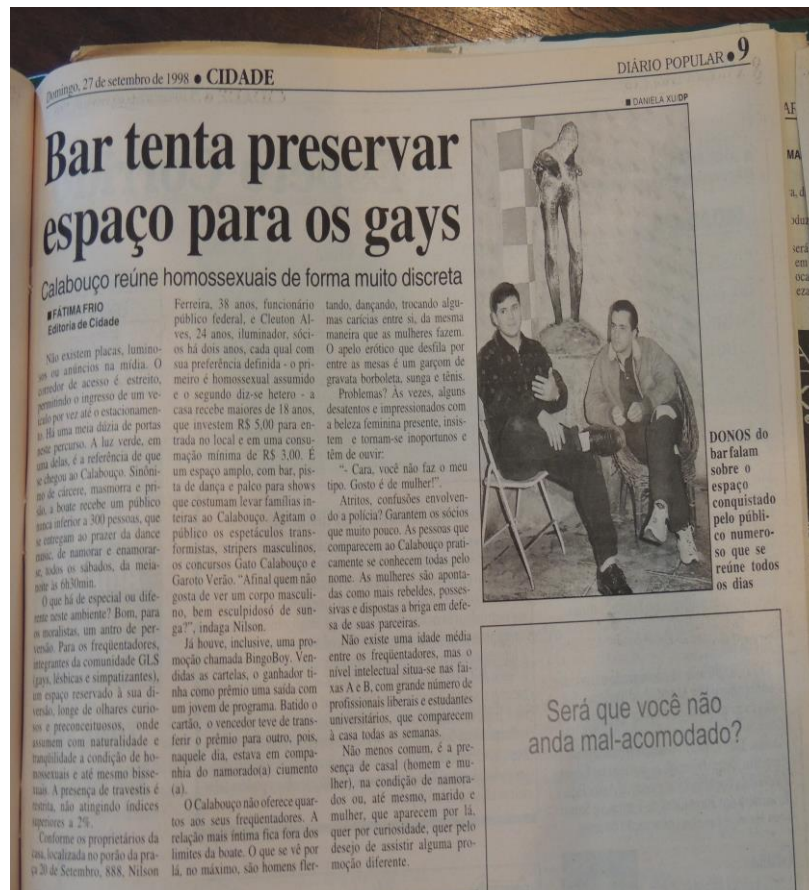 Domingo, 27 de setembro de 1998 ● CIDADE
DIÁRIO POPULAR ● 9
■ DANIELA XU/DP
Bar tenta preservar
espaço para os gays
Calabouço reúne homossexuais de forma muito discreta
■ FÁTIMA FRIO
Editoria de Cidade
Não existem placas, lumino-
sos ou anúncios na mídia. O
corredor de acesso é estreito,
permitindo o ingresso de um ve-
ículo por vez até o estacionamen-
to. Há uma meia dúzia de portas
neste percurso. A luz verde, em
uma delas, é a referência de que
se chegou ao Calabouço. Sinôni-
mo de cárcere, masmorra e pri-
são, a boate recebe um público
nunca inferior a 300 pessoas, que
se entregam ao prazer da dance
music, de namorar e enamorar-
se, todos os sábados, da meia-
noite às 6h30min.
O que há de especial ou dife-
rente neste ambiente? Bom, para
os moralistas, um antro de per-
versão. Para os freqüentadores,
integrantes da comunidade GLS
(gays, lésbicas e simpatizantes),
um espaço reservado à sua di-
versão, longe de olhares curio-
sos e preconceituosos, onde
assumem com naturalidade e
tranqüilidade a condição de ho-
mossexuais e até mesmo bisse-
xuais. A presença de travestis é
restrita, não atingindo índices
superiores a 2%.
Conforme os proprietários da
casa, localizada no porão da pra-
ça 20 de Setembro, 888, Nilson
Ferreira, 38 anos, funcionário
público federal, e Cleuton Al-
ves, 24 anos, iluminador, sóci-
os há dois anos, cada qual com
sua preferência definida - o pri-
meiro é homossexual assumido
e o segundo diz-se hetero - a
casa recebe maiores de 18 anos,
que investem R$ 5,00 para en-
trada no local e em uma consu-
mação mínima de R$ 3,00. É
um espaço amplo, com bar, pis-
ta de dança e palco para shows
que costumam levar famílias in-
teiras ao Calabouço. Agitam o
público os espetáculos trans-
formistas, stripers masculinos,
os concursos Gato Calabouço e
Garoto Verão. “Afinal quem não
gosta de ver um corpo masculi-
no, bem esculpidosó de sun-
ga?”, indaga Nilson.
Já houve, inclusive, uma pro-
moção chamada BingoBoy. Ven-
didas as cartelas, o ganhador ti-
nha como prêmio uma saída com
um jovem de programa. Batido o
cartão, o vencedor teve de trans-
ferir o prêmio para outro, pois,
naquele dia, estava em compa-
nhia do namorado(a) ciumento
(a).
O Calabouço não oferece quar-
tos aos seus freqüentadores. A
relação mais íntima fica fora dos
limites da boate. O que se vê por
lá, no máximo, são homens fler-
tando, dançando, trocando algu-
mas carícias entre si, da mesma
maneira que as mulheres fazem.
O apelo erótico que desfila por
entre as mesas é um garçom de
gravata borboleta, sunga e tênis.
Problemas? Às vezes, alguns
desatentos e impressionados com
a beleza feminina presente, insis-
tem e tornam-se inoportunos e
têm de ouvir:
“- Cara, você não faz o meu
tipo. Gosto é de mulher!”.
Atritos, confusões envolven-
do a polícia? Garantem os sócios
que muito pouco. As pessoas que
comparecem ao Calabouço prati-
camente se conhecem todas pelo
nome. As mulheres são aponta-
das como mais rebeldes, posses-
sivas e dispostas a briga em defe-
sa de suas parceiras.
Não existe uma idade média
entre os freqüentadores, mas o
nível intelectual situa-se nas fai-
xas A e B, com grande número de
profissionais liberais e estudantes
universitários, que comparecem
à casa todas as semanas.
Não menos comum, é a pre-
sença de casal (homem e mu-
lher), na condição de namora-
dos ou, até mesmo, marido e
mulher, que aparecem por lá,
quer por curiosidade, quer pelo
desejo de assistir alguma pro-
moção diferente.
DONOS do
bar falam
sobre o
espaço
conquistado
pelo públi-
co numero-
so que se
reúne todos
os dias
Será que você não
anda mal-acomodado?